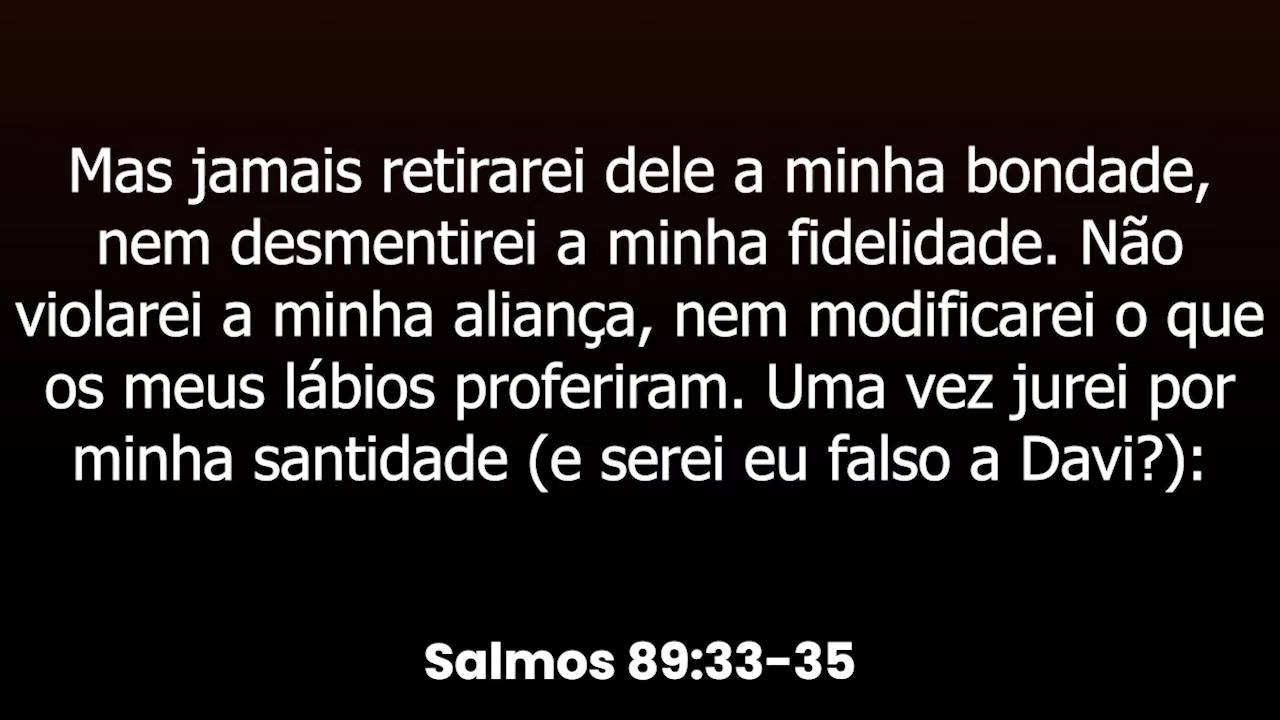 Mas jamais retirarei dele a minha bondade,
nem desmentirei a minha fidelidade. Não
violarei a minha aliança, nem modificarei o que
os meus lábios proferiram. Uma vez jurei por
minha santidade (e serei eu falso a Davi?):
Salmos 89:33-35